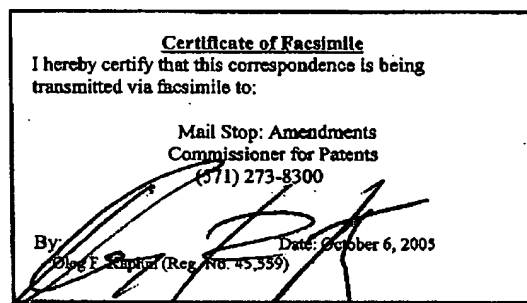 Certificate of Facsimile
I hereby certify that this correspondence is being
transmitted via facsimile to:
Mail Stop: Amendments
Commissioner for Patents
(571) 273-8300
By: Date: October 6, 2005
(Reg. No. 45,559)